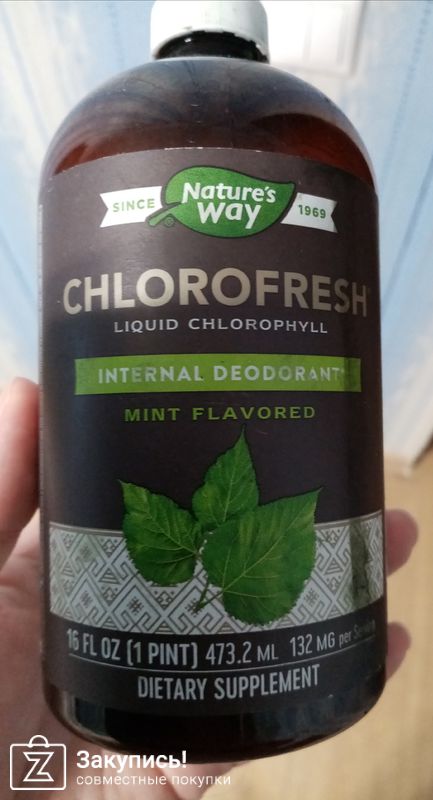 SINCE Nature's Way 1969
CHLOROFRESH®
LIQUID CHLOROPHYLL
INTERNAL DEODORANT™
MINT FLAVORED
16 FL OZ (1 PINT) 473.2 ML 132 MG per Serving
DIETARY SUPPLEMENT
Закупись!
совместные покупки